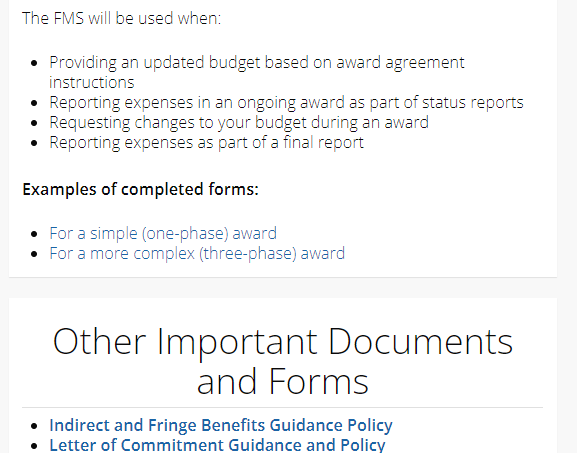 The FMS will be used when:
Providing an updated budget based on award agreement
instructions
Reporting expenses in an ongoing award as part of status reports
Requesting changes to your budget during an award
Reporting expenses as part of a final report
Examples of completed forms:
For a simple (one-phase) award
For a more complex (three-phase) award
Other Important Documents
and Forms
Indirect and Fringe Benefits Guidance Policy
Letter of Commitment Guidance and Policy